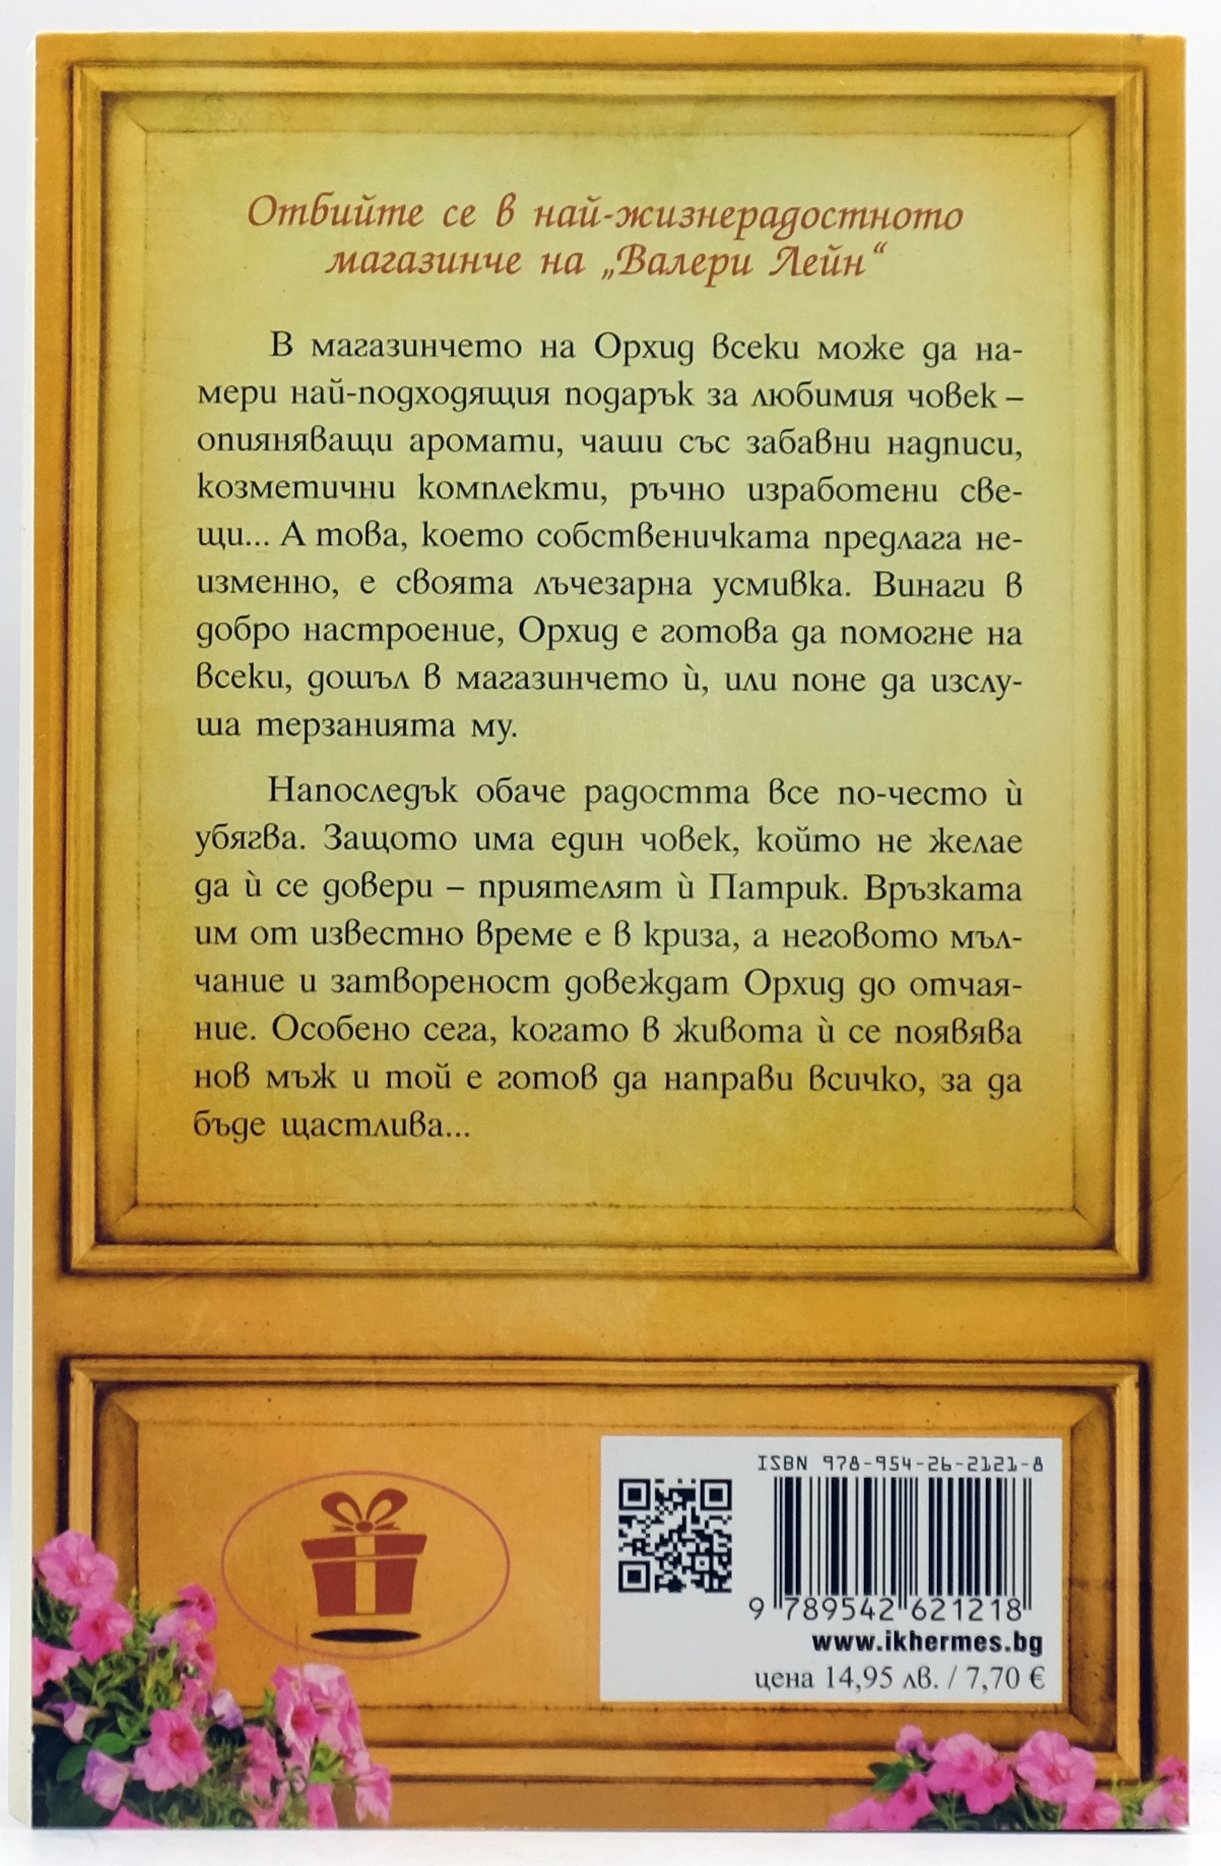 Отбийте се в най-жизнерадостното
магазинче на „Валери Лейн“
В магазинчето на Орхид всеки може да на-
мери най-подходящия подарък за любимия човек –
опияняващи аромати, чаши със забавни надписи,
козметични комплекти, ръчно изработени све-
щи... А това, което собственичката предлага не-
изменно, е своята лъчезарна усмивка. Винаги в
добро настроение, Орхид е готова да помогне на
всеки, дошъл в магазинчето ѝ, или поне да изслу-
ша терзанията му.
Напоследък обаче радостта все по-често ѝ
убягва. Защото има един човек, който не желае
да ѝ се довери – приятелят ѝ Патрик. Връзката
им от известно време е в криза, а неговото мъл-
чание и затвореност довеждат Орхид до отчая-
ние. Особено сега, когато в живота ѝ се появява
нов мъж и той е готов да направи всичко, за да
бъде щастлива...
ISBN 978-954-26-2121-8
9 789542 621218
www.ikhermes.bg
цена 14,95 лв. / 7,70 €